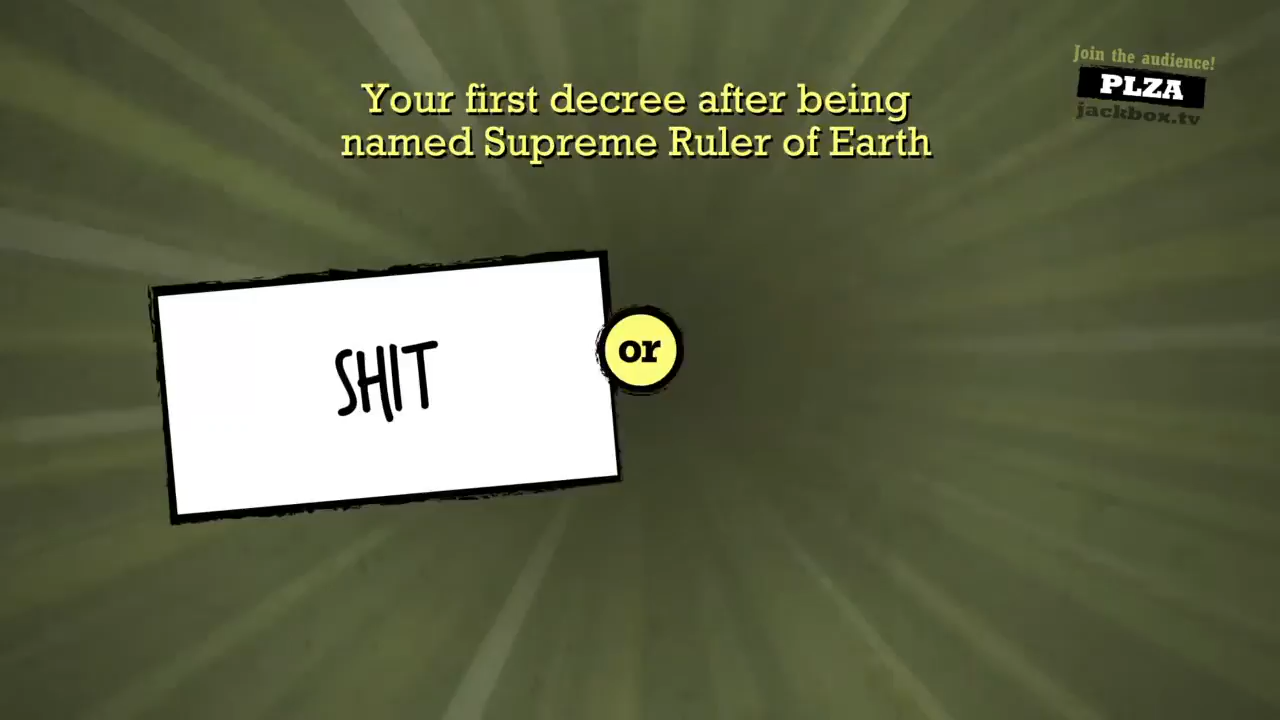 Join the audience!
PLZA
jackbox.tv
Your first decree after being
named Supreme Ruler of Earth
SHIT
or